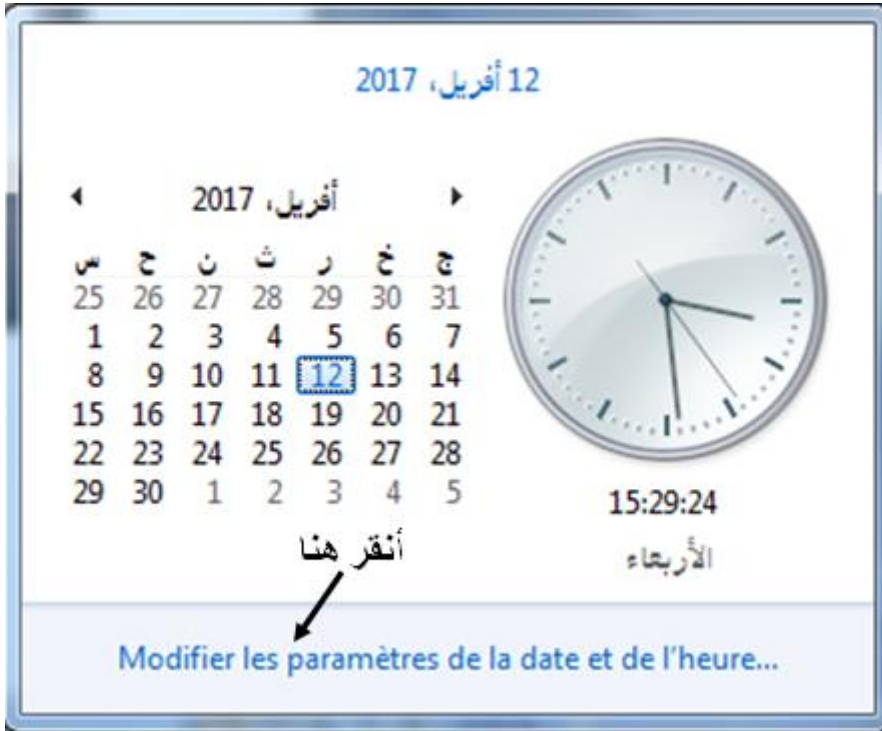 12 أفريل، 2017
أفريل، 2017
س ح ن ث ر خ ج
25 26 27 28 29 30 31
1 2 3 4 5 6 7
8 9 10 11 12 13 14
15 16 17 18 19 20 21
22 23 24 25 26 27 28
29 30 1 2 3 4 5
15:29:24
الأربعاء
أنقر هنا
Modifier les paramètres de la date et de l'heure...